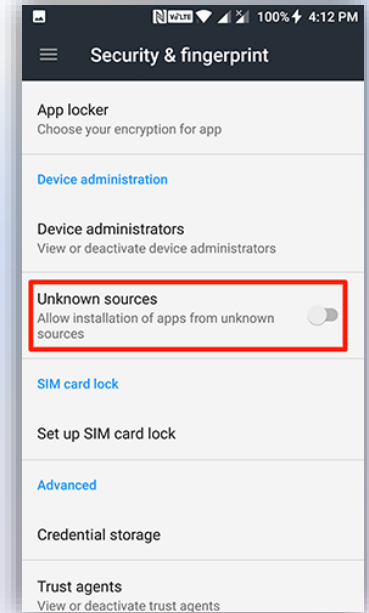 N VoLTE 100% 4:12 PM
Security & fingerprint
App locker
Choose your encryption for app
Device administration
Device administrators
View or deactivate device administrators
Unknown sources
Allow installation of apps from unknown
sources
SIM card lock
Set up SIM card lock
Advanced
Credential storage
Trust agents
View or deactivate trust agents